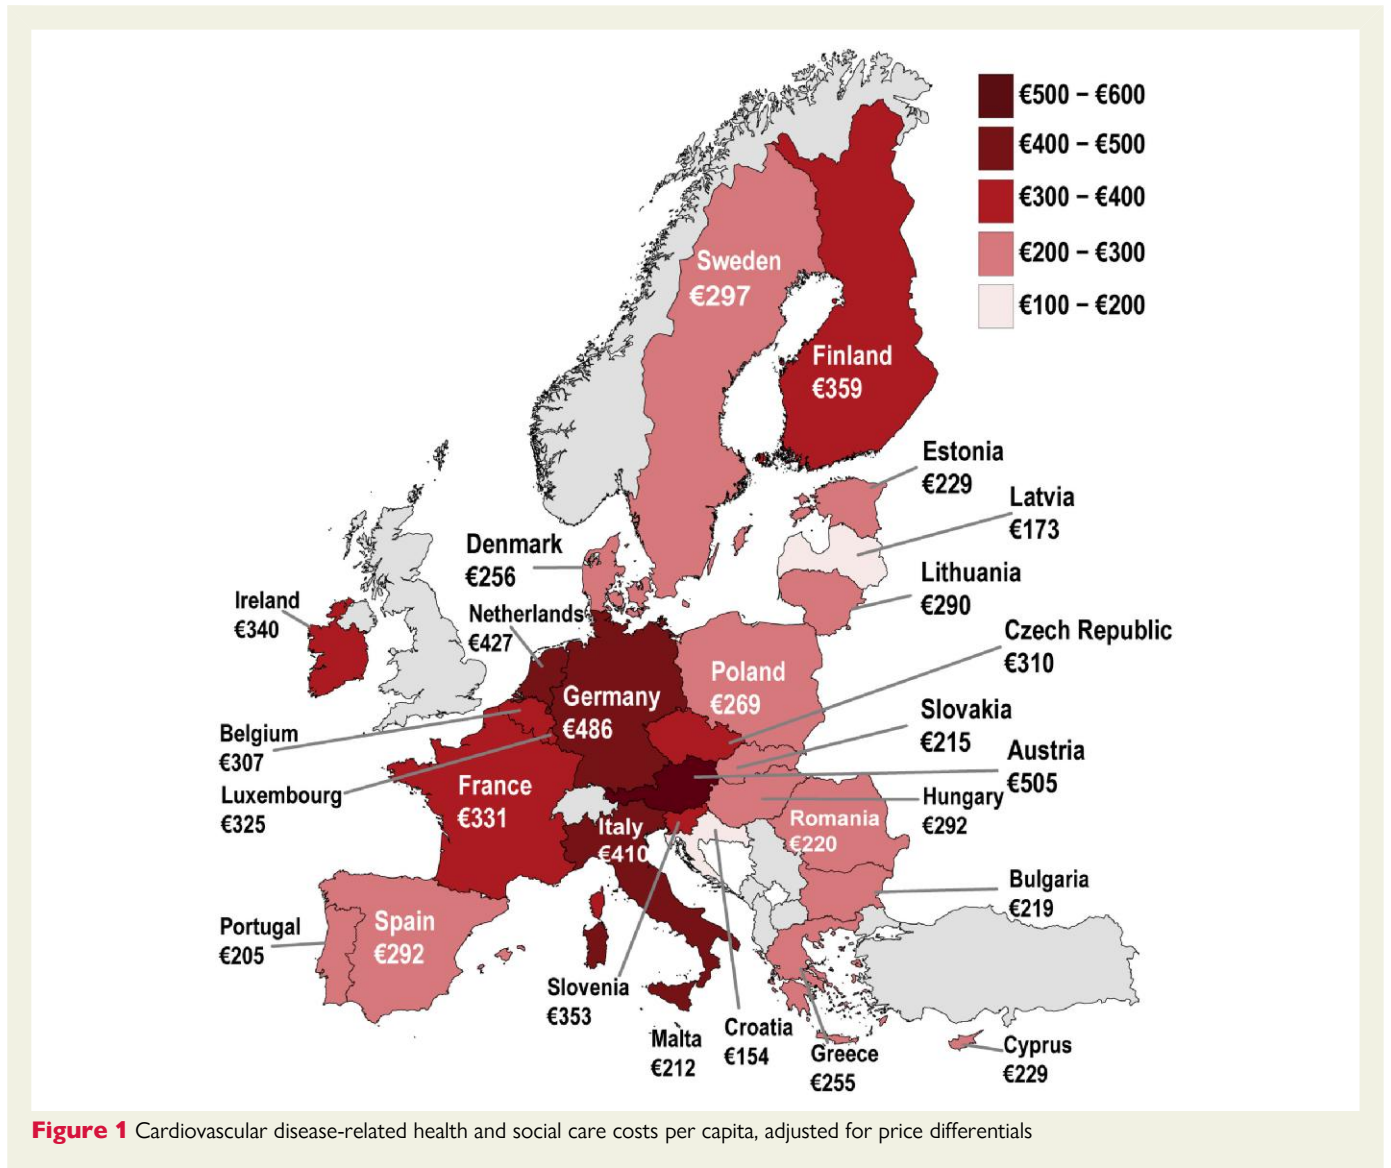 €500 – €600
€400 – €500
€300 – €400
€200 – €300
€100 – €200
Sweden
€297
Finland
€359
Estonia
€229
Latvia
€173
Denmark
€256
Lithuania
€290
Ireland
€340
Netherlands
€427
Czech Republic
€310
Poland
€269
Germany
€486
Slovakia
€215
Belgium
€307
Austria
€505
Luxembourg
€325
France
€331
Hungary
€292
Italy
€410
Romania
€220
Bulgaria
€219
Portugal
€205
Spain
€292
Slovenia
€353
Malta
€212
Croatia
€154
Greece
€255
Cyprus
€229
Figure 1 Cardiovascular disease-related health and social care costs per capita, adjusted for price differentials